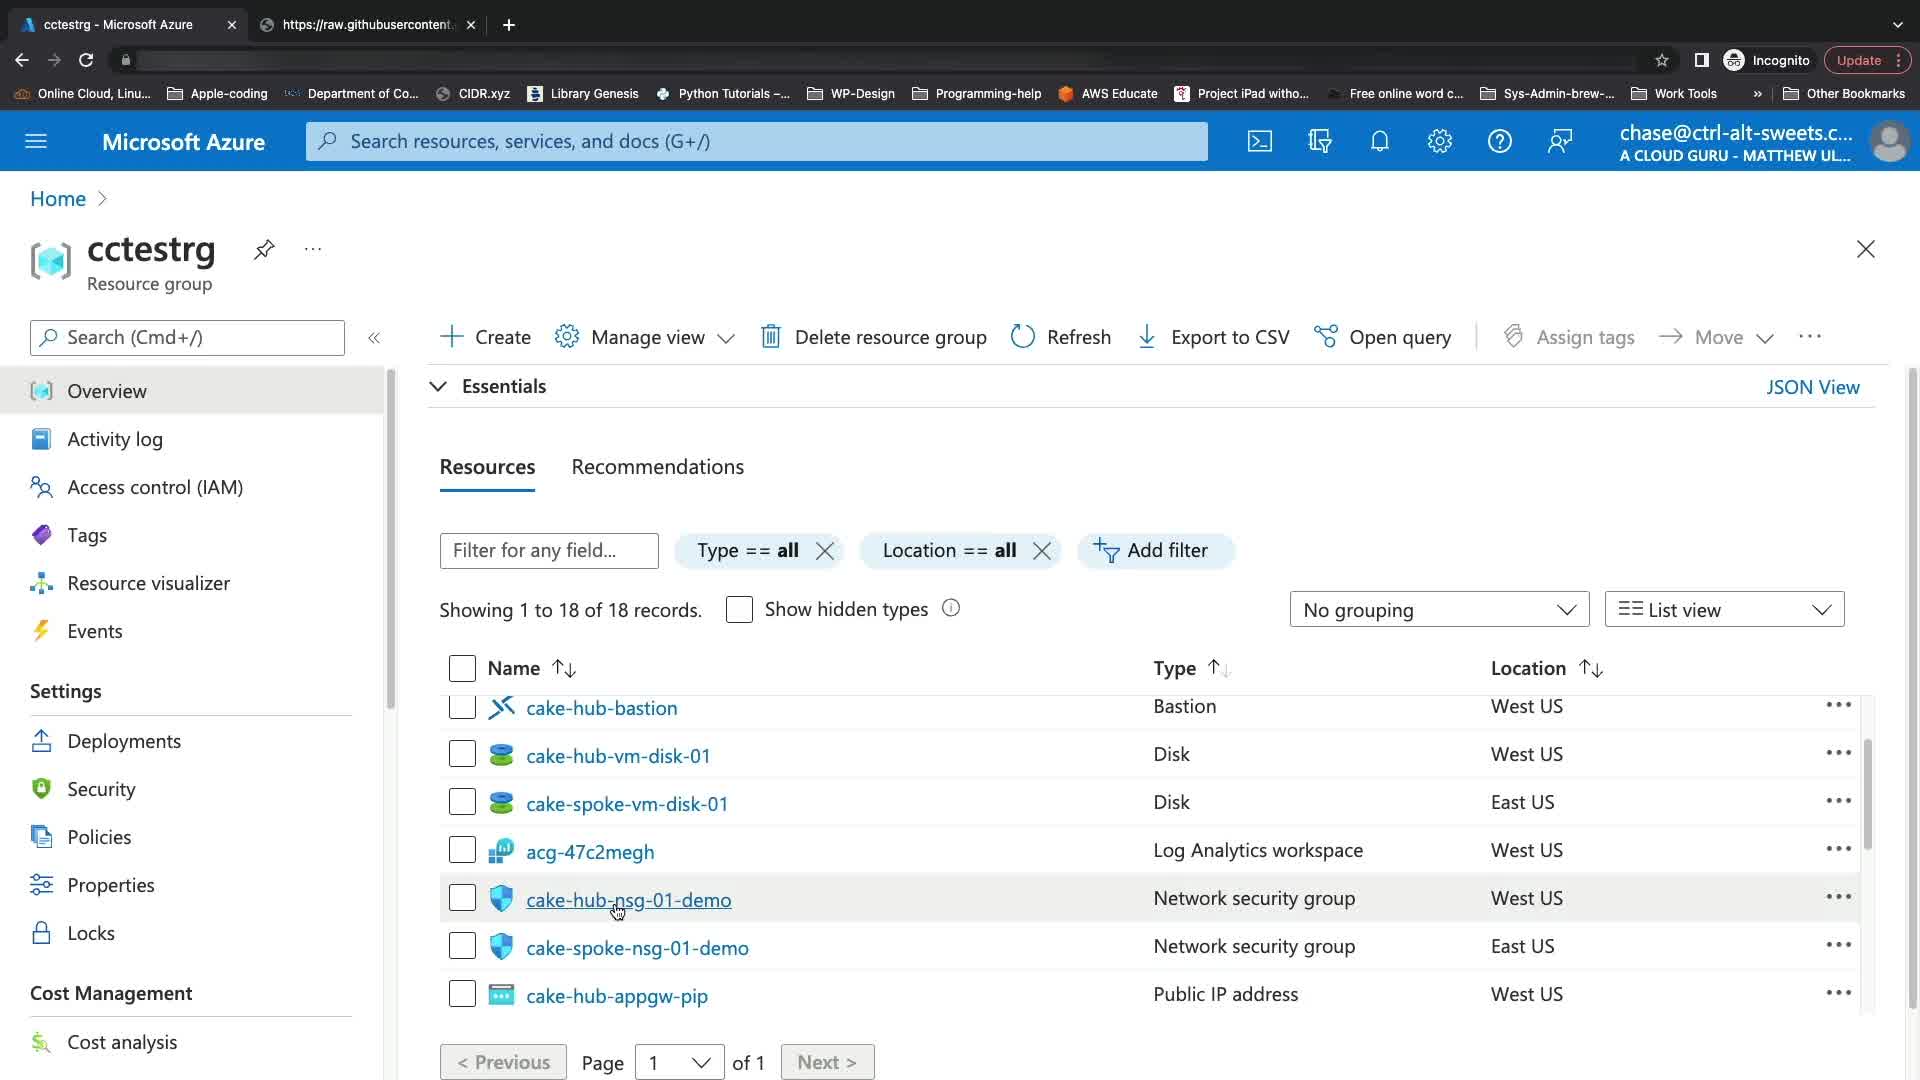 cctestrg - Microsoft Azure
https://raw.githubusercontent.
Incognito
Update
Online Cloud, Linu...
Apple-coding
Department of Co...
CIDR.xyz
Library Genesis
Python Tutorials –...
WP-Design
Programming-help
AWS Educate
Project iPad witho...
Free online word c...
Sys-Admin-brew-...
Work Tools
»
Other Bookmarks
Microsoft Azure
Search resources, services, and docs (G+/)
chase@ctrl-alt-sweets.c...
A CLOUD GURU - MATTHEW UL...
Home >
cctestrg
Resource group
Search (Cmd+/)
«
Create
Manage view
Delete resource group
Refresh
Export to CSV
Open query
Assign tags
Move
Overview
Activity log
Access control (IAM)
Tags
Resource visualizer
Events
Settings
Deployments
Security
Policies
Properties
Locks
Cost Management
Cost analysis
Essentials
JSON View
Resources
Recommendations
Filter for any field...
Type == all
Location == all
Add filter
Showing 1 to 18 of 18 records.
Show hidden types
No grouping
List view
Name
Type
Location
cake-hub-bastion Bastion West US
cake-hub-vm-disk-01 Disk West US
cake-spoke-vm-disk-01 Disk East US
acg-47c2megh Log Analytics workspace West US
cake-hub-nsg-01-demo Network security group West US
cake-spoke-nsg-01-demo Network security group East US
cake-hub-appgw-pip Public IP address West US
< Previous
Page 1 of 1
Next >